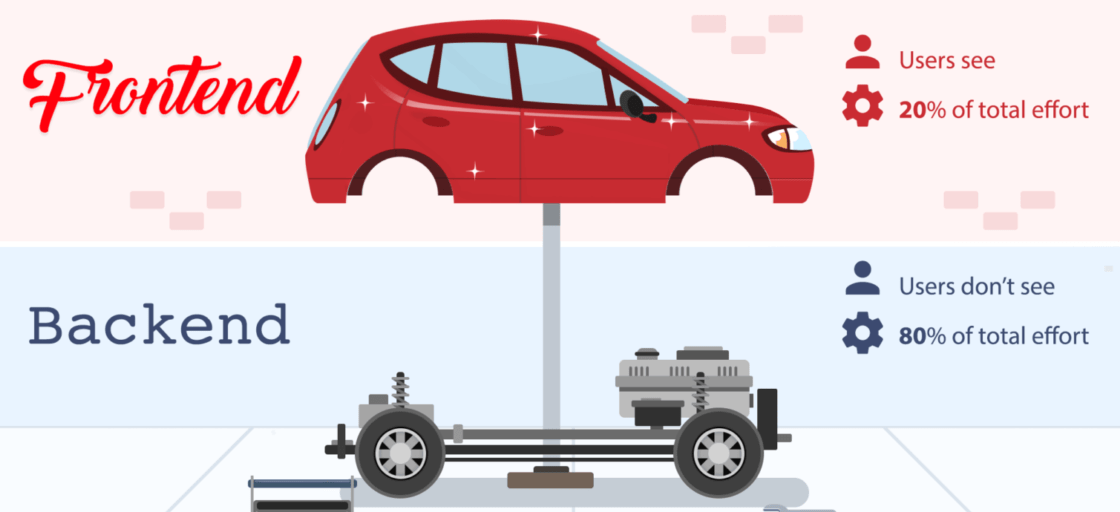 Frontend
Users see
20% of total effort
Backend
Users don't see
80% of total effort